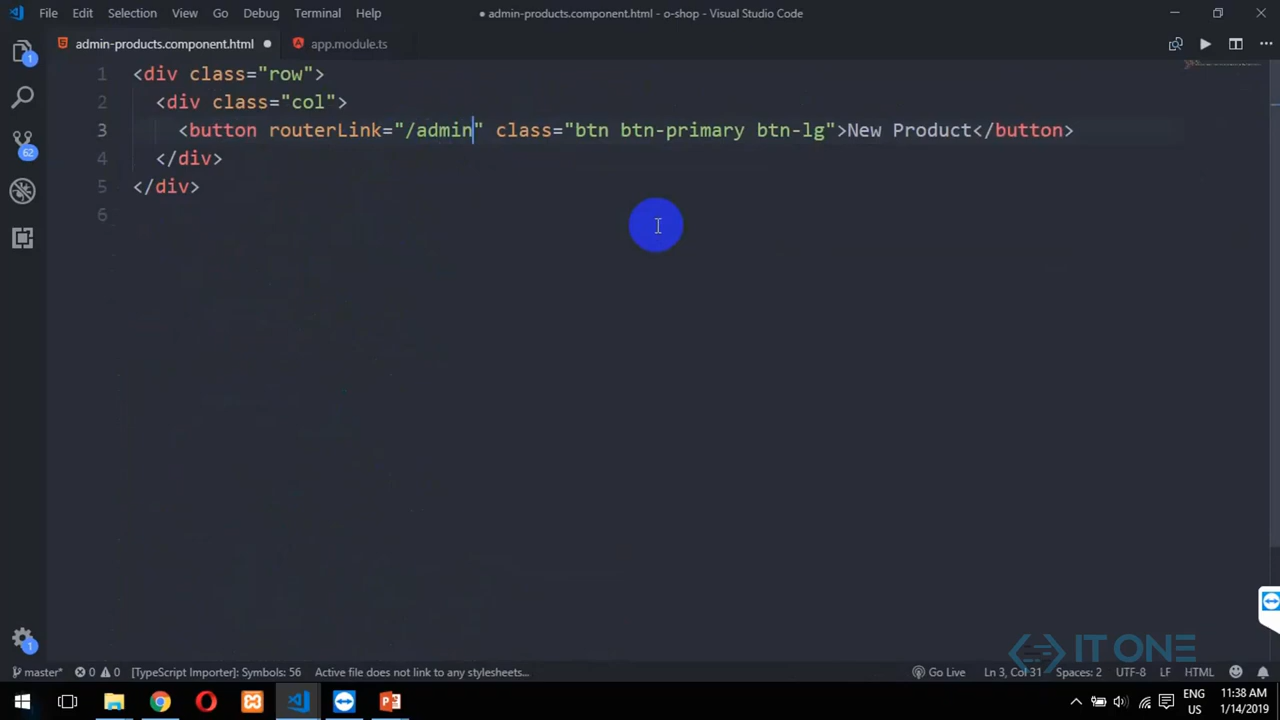 File Edit Selection View Go Debug Terminal Help
● admin-products.component.html - o-shop - Visual Studio Code
admin-products.component.html ● app.module.ts
1 <div class="row">
2 <div class="col">
3 <button routerLink="/admin" class="btn btn-primary btn-lg">New Product</button>
4 </div>
5 </div>
6
1
62
1
IT ONE
master* 0 0 [TypeScript Importer]: Symbols: 56 Active file does not link to any stylesheets... Go Live Ln 3, Col 31 Spaces: 2 UTF-8 LF HTML
ENG 11:38 AM
US 1/14/2019